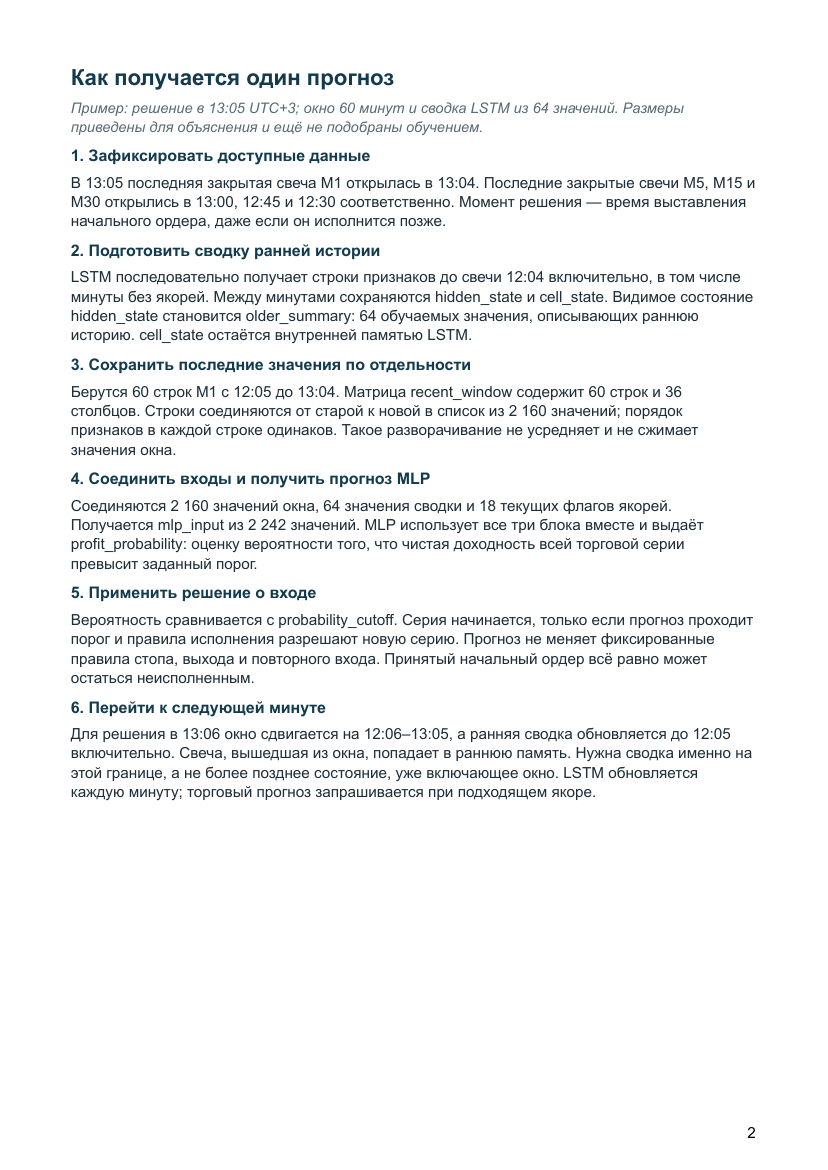 Как получается один прогноз
Пример: решение в 13:05 UTC+3; окно 60 минут и сводка LSTM из 64 значений. Размеры
приведены для объяснения и ещё не подобраны обучением.
1. Зафиксировать доступные данные
В 13:05 последняя закрытая свеча M1 открылась в 13:04. Последние закрытые свечи M5, M15 и
M30 открылись в 13:00, 12:45 и 12:30 соответственно. Момент решения — время выставления
начального ордера, даже если он исполнится позже.
2. Подготовить сводку ранней истории
LSTM последовательно получает строки признаков до свечи 12:04 включительно, в том числе
минуты без якорей. Между минутами сохраняются hidden_state и cell_state. Видимое состояние
hidden_state становится older_summary: 64 обучаемых значения, описывающих раннюю
историю. cell_state остаётся внутренней памятью LSTM.
3. Сохранить последние значения по отдельности
Берутся 60 строк M1 с 12:05 до 13:04. Матрица recent_window содержит 60 строк и 36
столбцов. Строки соединяются от старой к новой в список из 2 160 значений; порядок
признаков в каждой строке одинаков. Такое разворачивание не усредняет и не сжимает
значения окна.
4. Соединить входы и получить прогноз MLP
Соединяются 2 160 значений окна, 64 значения сводки и 18 текущих флагов якорей.
Получается mlp_input из 2 242 значений. MLP использует все три блока вместе и выдаёт
profit_probability: оценку вероятности того, что чистая доходность всей торговой серии
превысит заданный порог.
5. Применить решение о входе
Вероятность сравнивается с probability_cutoff. Серия начинается, только если прогноз проходит
порог и правила исполнения разрешают новую серию. Прогноз не меняет фиксированные
правила стопа, выхода и повторного входа. Принятый начальный ордер всё равно может
остаться неисполненным.
6. Перейти к следующей минуте
Для решения в 13:06 окно сдвигается на 12:06–13:05, а ранняя сводка обновляется до 12:05
включительно. Свеча, вышедшая из окна, попадает в раннюю память. Нужна сводка именно на
этой границе, а не более позднее состояние, уже включающее окно. LSTM обновляется
каждую минуту; торговый прогноз запрашивается при подходящем якоре.
2